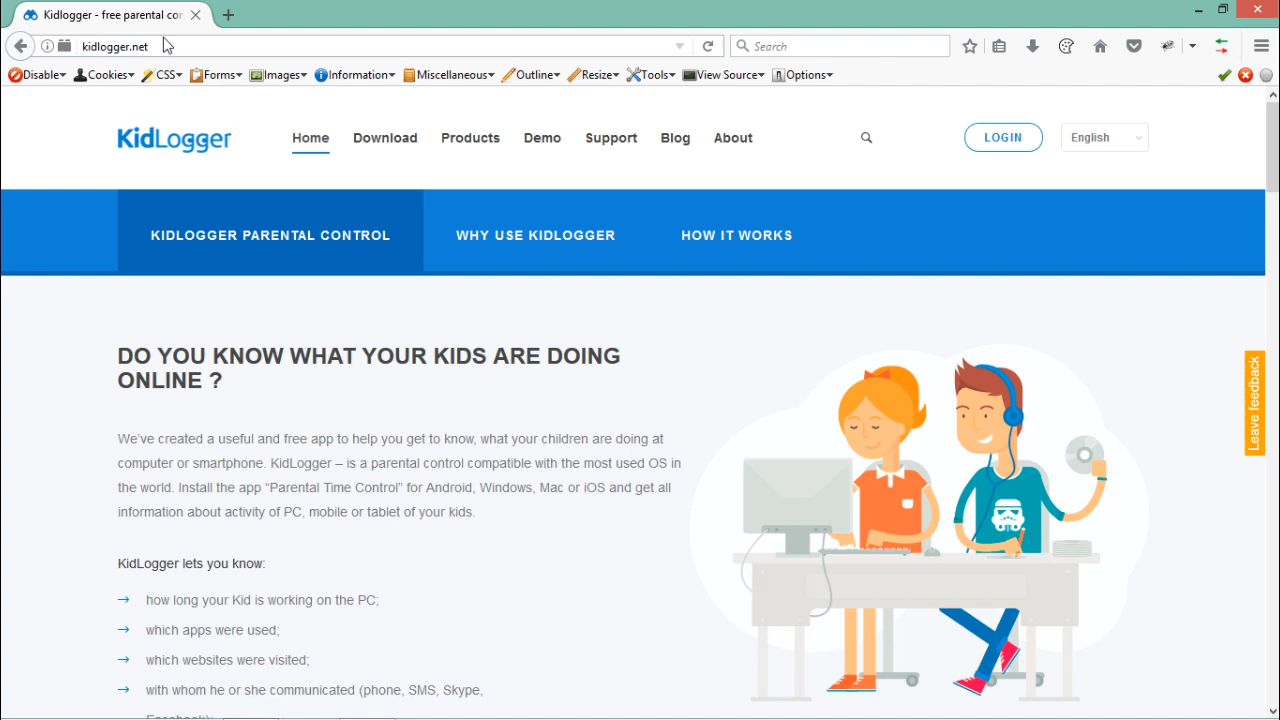 Kidlogger - free parental cor
kidlogger.net
Search
Disable Cookies CSS Forms Images Information Miscellaneous Outline Resize Tools View Source Options
KidLogger
Home Download Products Demo Support Blog About
LOGIN
English
KIDLOGGER PARENTAL CONTROL WHY USE KIDLOGGER HOW IT WORKS
DO YOU KNOW WHAT YOUR KIDS ARE DOING
ONLINE ?
We've created a useful and free app to help you get to know, what your children are doing at
computer or smartphone. KidLogger – is a parental control compatible with the most used OS in
the world. Install the app “Parental Time Control” for Android, Windows, Mac or iOS and get all
information about activity of PC, mobile or tablet of your kids.
KidLogger lets you know:
how long your Kid is working on the PC;
which apps were used;
which websites were visited;
with whom he or she communicated (phone, SMS, Skype,
Leave feedback